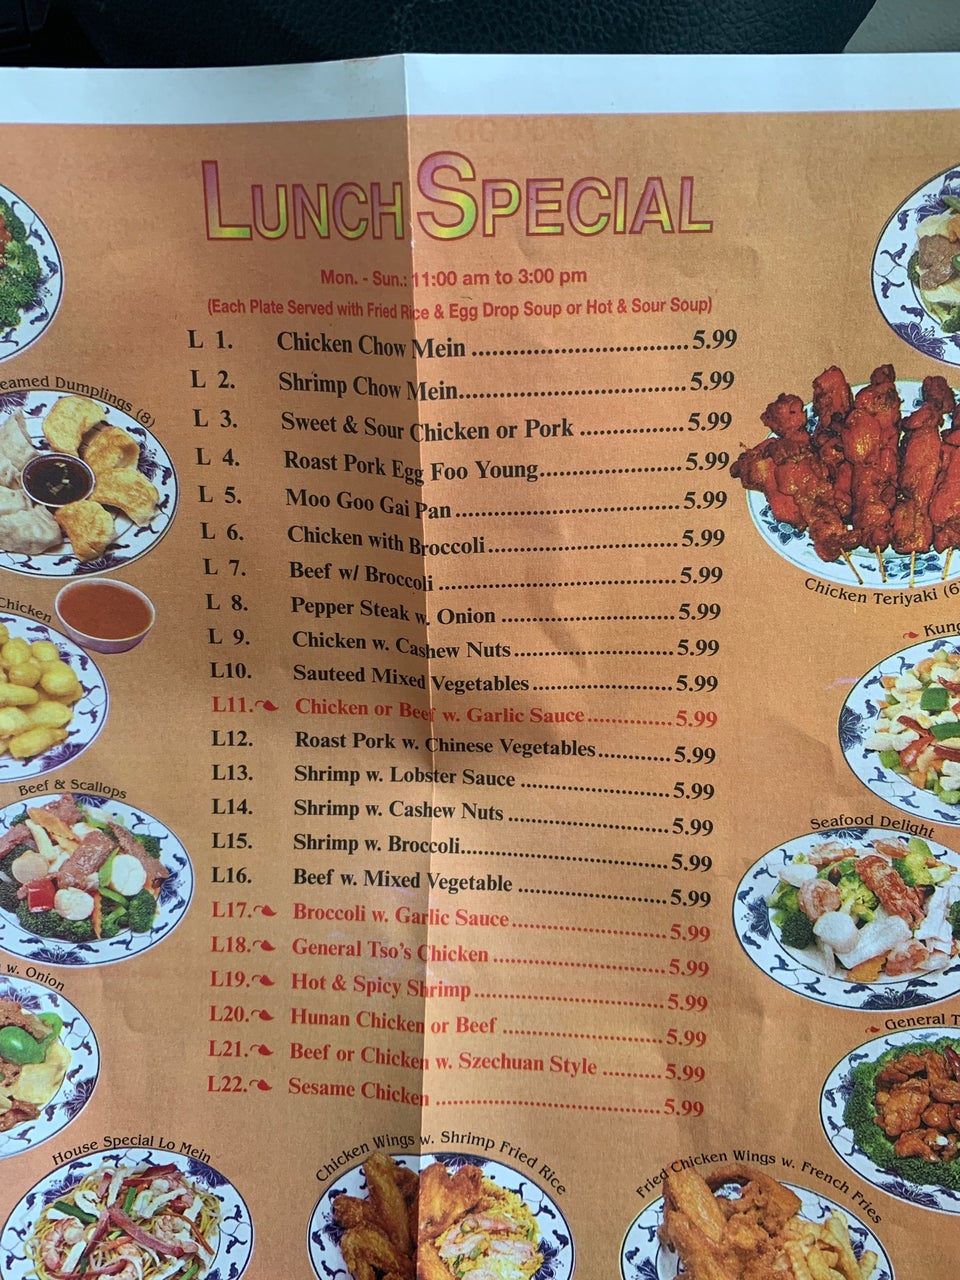 LUNCH SPECIAL
Mon. - Sun.: 11:00 am to 3:00 pm
(Each Plate Served with Fried Rice & Egg Drop Soup or Hot & Sour Soup)
L 1. Chicken Chow Mein 5.99
L 2. Shrimp Chow Mein 5.99
L 3. Sweet & Sour Chicken or Pork 5.99
L 4. Roast Pork Egg Foo Young 5.99
L 5. Moo Goo Gai Pan 5.99
L 6. Chicken with Broccoli 5.99
L 7. Beef w/ Broccoli 5.99
L 8. Pepper Steak w. Onion 5.99
L 9. Chicken w. Cashew Nuts 5.99
L10. Sauteed Mixed Vegetables 5.99
L11. Chicken or Beef w. Garlic Sauce 5.99
L12. Roast Pork w. Chinese Vegetables 5.99
L13. Shrimp w. Lobster Sauce 5.99
L14. Shrimp w. Cashew Nuts 5.99
L15. Shrimp w. Broccoli 5.99
L16. Beef w. Mixed Vegetable 5.99
L17. Broccoli w. Garlic Sauce 5.99
L18. General Tso's Chicken 5.99
L19. Hot & Spicy Shrimp 5.99
L20. Hunan Chicken or Beef 5.99
L21. Beef or Chicken w. Szechuan Style 5.99
L22. Sesame Chicken 5.99
Dumplings (8)
Chicken
Beef & Scallops
w. Onion
House Special Lo Mein
Chicken Wings w. Shrimp Fried Rice
Fried Chicken Wings w. French Fries
Chicken Teriyaki (6
Kung
Seafood Delight
General T